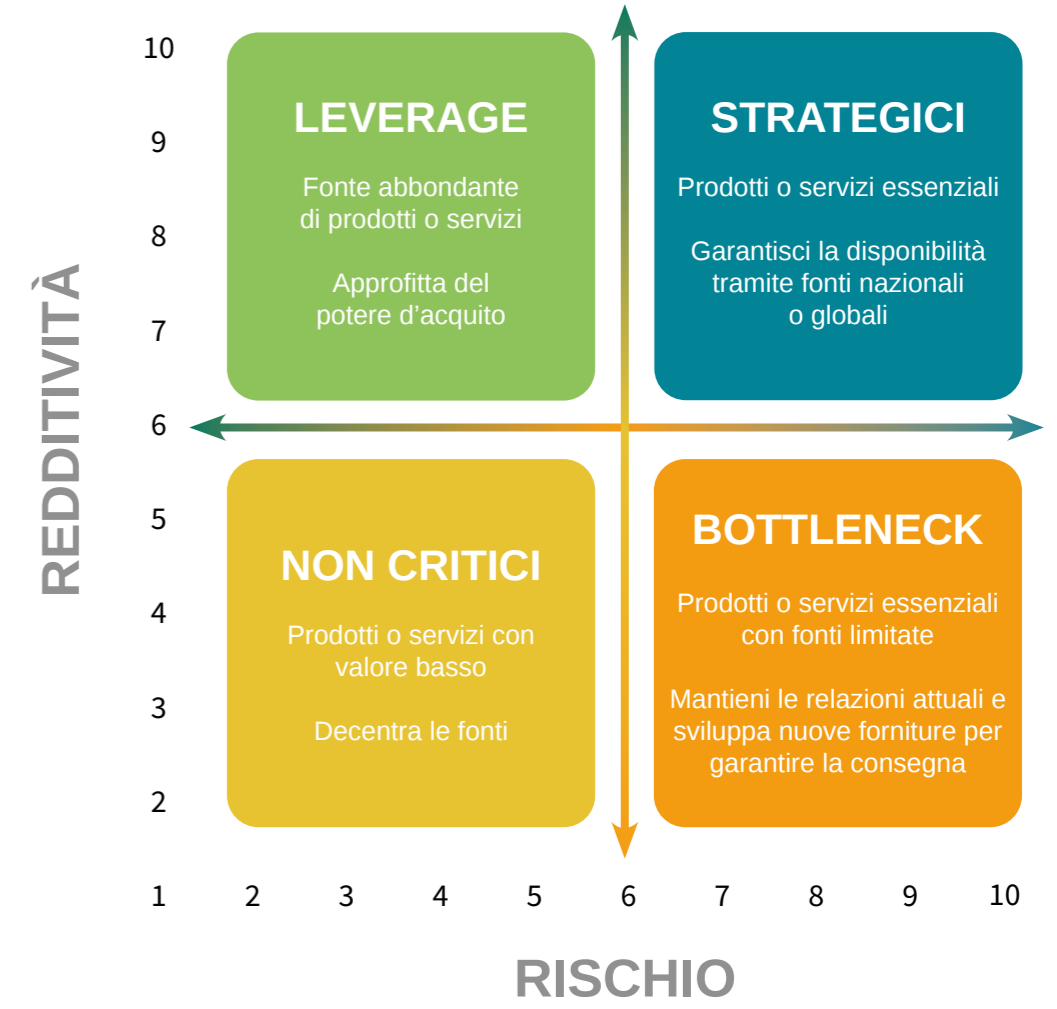 REDDITIVITÀ
10
9
8
7
6
5
4
3
2
1
LEVERAGE
Fonte abbondante
di prodotti o servizi
Approfitta del
potere d’acquito
STRATEGICI
Prodotti o servizi essenziali
Garantisci la disponibilità
tramite fonti nazionali
o globali
NON CRITICI
Prodotti o servizi con
valore basso
Decentra le fonti
BOTTLENECK
Prodotti o servizi essenziali
con fonti limitate
Mantieni le relazioni attuali e
sviluppa nuove forniture per
garantire la consegna
2 3 4 5 6 7 8 9 10
RISCHIO